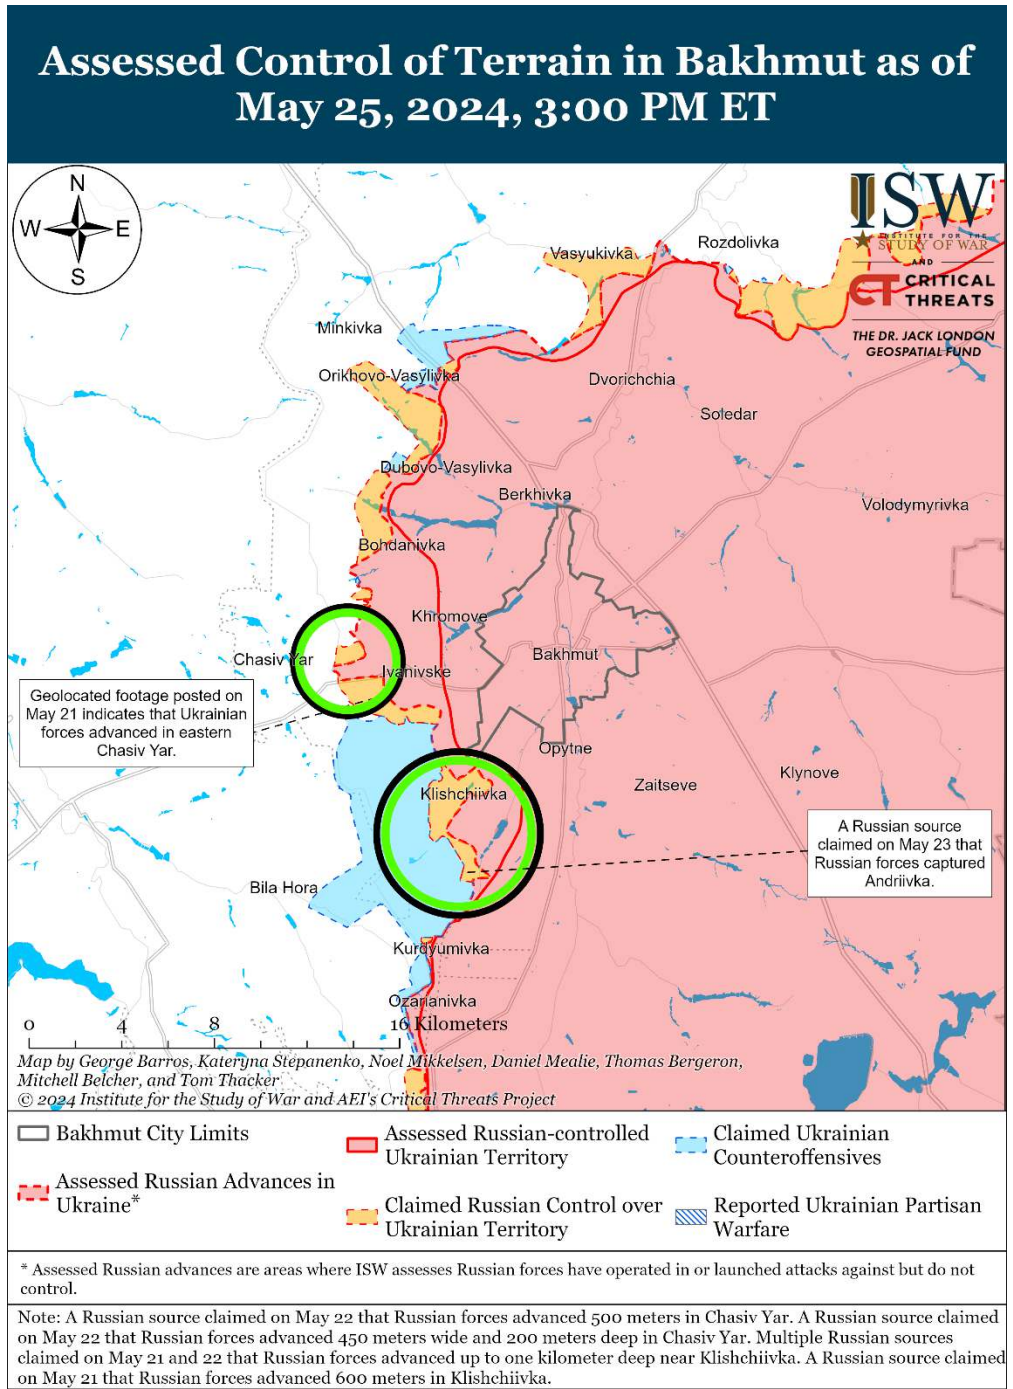 Assessed Control of Terrain in Bakhmut as of
May 25, 2024, 3:00 PM ET
N
W
E
S
ISW
INSTITUTE FOR THE
STUDY OF WAR
AND
CT CRITICAL
THREATS
THE DR. JACK LONDON
GEOSPATIAL FUND
Vasyukivka
Rozdolivka
Minkivka
Orikhovo-Vasylivka
Dvorichchia
Soledar
Dubovo-Vasylivka
Berkhivka
Volodymyrivka
Bohdanivka
Khromove
Chasiv Yar
Ivanivske
Bakhmut
Geolocated footage posted on
May 21 indicates that Ukrainian
forces advanced in eastern
Chasiv Yar.
Opytne
Klishchiivka
Zaitseve
Klynove
A Russian source
claimed on May 23 that
Russian forces captured
Andriivka.
Bila Hora
Kurdyumivka
Ozarianivka
0 4 8 16 Kilometers
Map by George Barros, Kateryna Stepanenko, Noel Mikkelsen, Daniel Mealie, Thomas Bergeron,
Mitchell Belcher, and Tom Thacker
© 2024 Institute for the Study of War and AEI's Critical Threats Project
Bakhmut City Limits
Assessed Russian Advances in
Ukraine*
Assessed Russian-controlled
Ukrainian Territory
Claimed Russian Control over
Ukrainian Territory
Claimed Ukrainian
Counteroffensives
Reported Ukrainian Partisan
Warfare
* Assessed Russian advances are areas where ISW assesses Russian forces have operated in or launched attacks against but do not
control.
Note: A Russian source claimed on May 22 that Russian forces advanced 500 meters in Chasiv Yar. A Russian source claimed
on May 22 that Russian forces advanced 450 meters wide and 200 meters deep in Chasiv Yar. Multiple Russian sources
claimed on May 21 and 22 that Russian forces advanced up to one kilometer deep near Klishchiivka. A Russian source claimed
on May 21 that Russian forces advanced 600 meters in Klishchiivka.